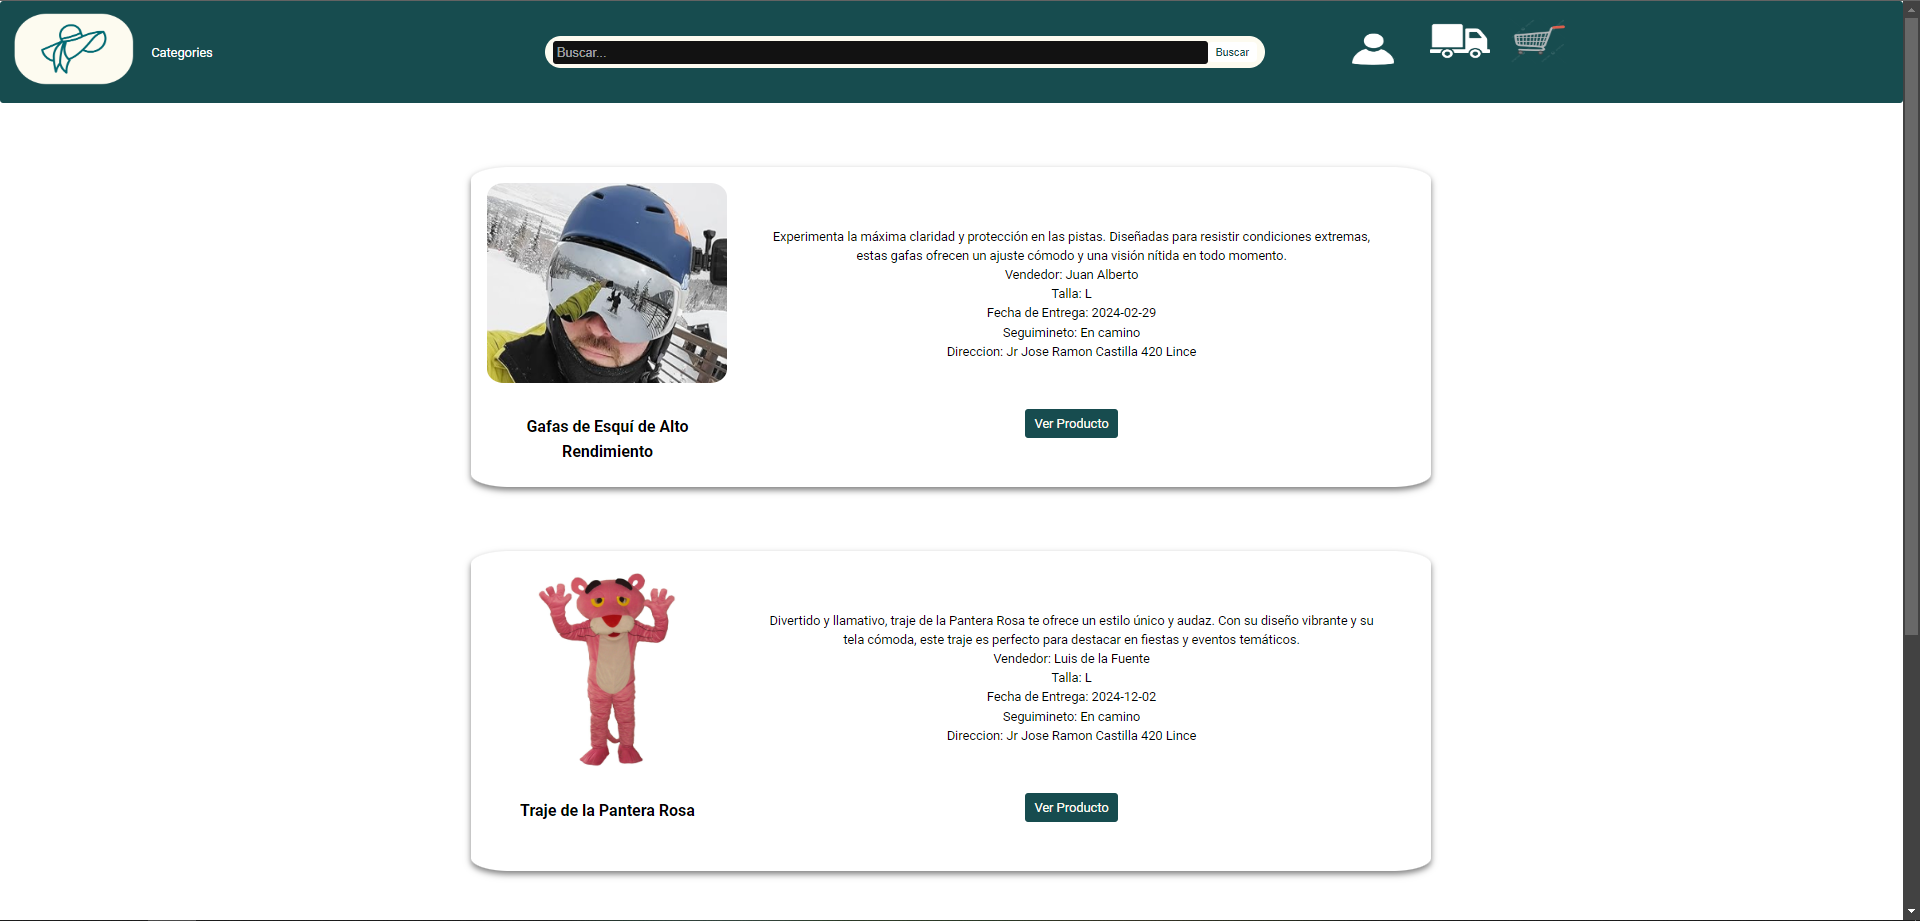 Categories
Buscar...
Buscar
Experimenta la máxima claridad y protección en las pistas. Diseñadas para resistir condiciones extremas,
estas gafas ofrecen un ajuste cómodo y una visión nítida en todo momento.
Vendedor: Juan Alberto
Talla: L
Fecha de Entrega: 2024-02-29
Seguimineto: En camino
Direccion: Jr Jose Ramon Castilla 420 Lince
Gafas de Esquí de Alto
Rendimiento
Ver Producto
Divertido y llamativo, traje de la Pantera Rosa te ofrece un estilo único y audaz. Con su diseño vibrante y su
tela cómoda, este traje es perfecto para destacar en fiestas y eventos temáticos.
Vendedor: Luis de la Fuente
Talla: L
Fecha de Entrega: 2024-12-02
Seguimineto: En camino
Direccion: Jr Jose Ramon Castilla 420 Lince
Traje de la Pantera Rosa
Ver Producto